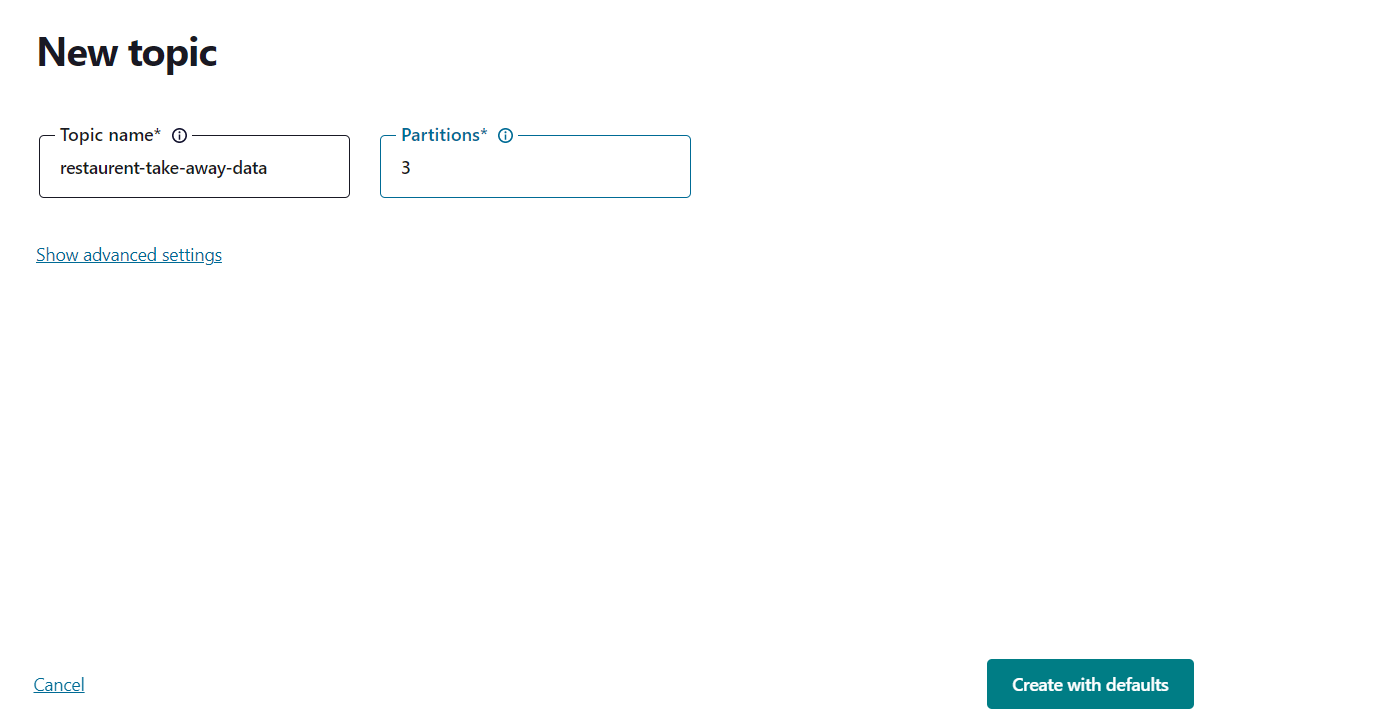 New topic
Topic name*
Partitions*
restaurent-take-away-data
3
Show advanced settings
Cancel
Create with defaults